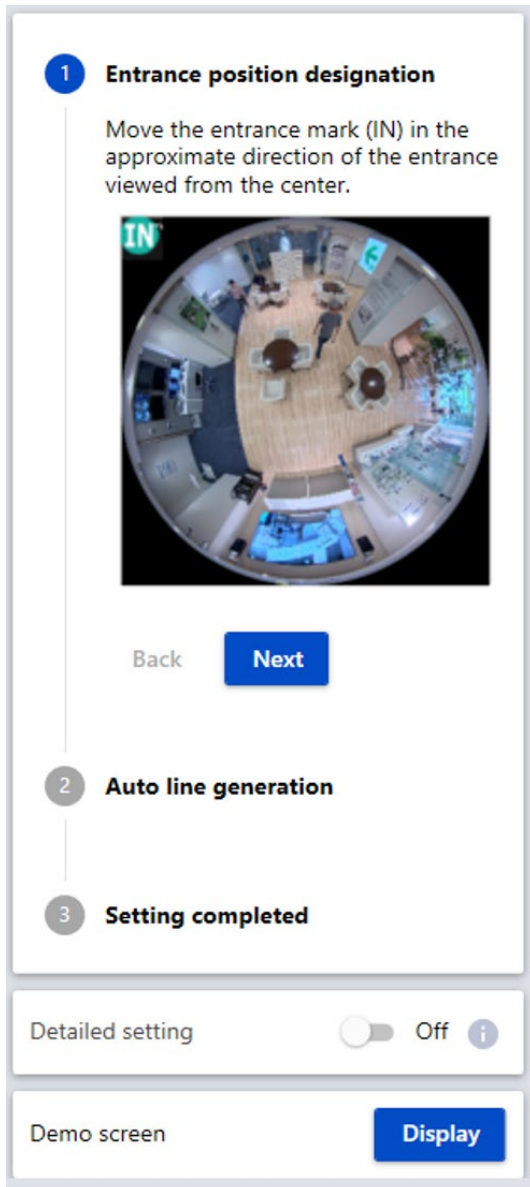 1 Entrance position designation
Move the entrance mark (IN) in the
approximate direction of the entrance
viewed from the center.
IN
Back Next
2 Auto line generation
3 Setting completed
Detailed setting Off i
Demo screen Display